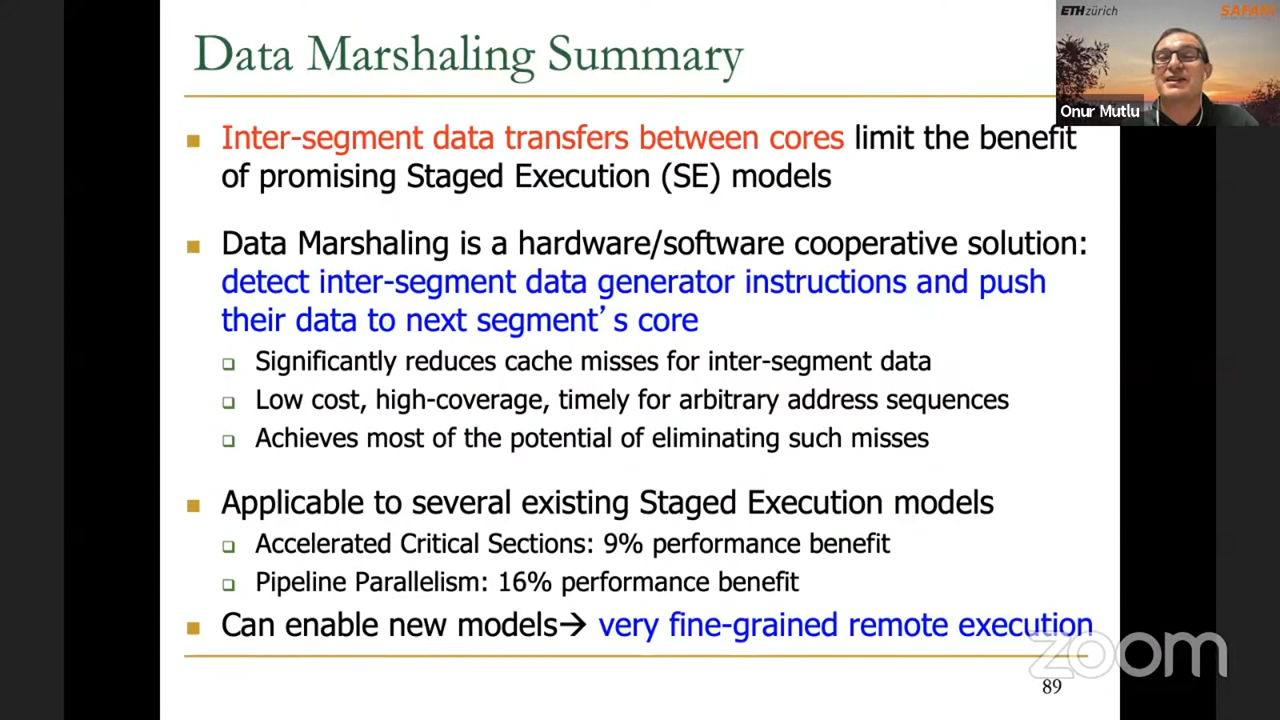 Data Marshaling Summary
ETH zürich
SAFARI
Onur Mutlu
Inter-segment data transfers between cores limit the benefit
of promising Staged Execution (SE) models
Data Marshaling is a hardware/software cooperative solution:
detect inter-segment data generator instructions and push
their data to next segment’s core
Significantly reduces cache misses for inter-segment data
Low cost, high-coverage, timely for arbitrary address sequences
Achieves most of the potential of eliminating such misses
Applicable to several existing Staged Execution models
Accelerated Critical Sections: 9% performance benefit
Pipeline Parallelism: 16% performance benefit
Can enable new models→ very fine-grained remote execution
zoom
89